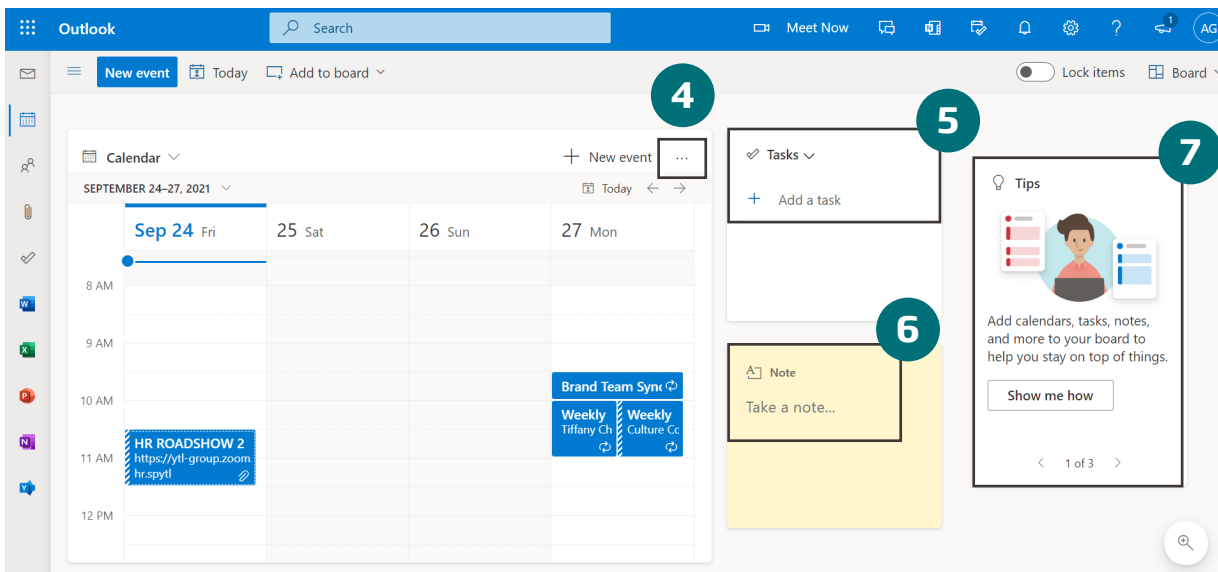 Outlook
Search
Meet Now
1
AG
New event
Today
Add to board
Lock items
Board
4
Calendar
New event
...
SEPTEMBER 24–27, 2021
Today
Sep 24 Fri
25 Sat
26 Sun
27 Mon
8 AM
9 AM
10 AM
11 AM
12 PM
HR ROADSHOW 2
https://ytl-group.zoom.
hr.spytl
Brand Team Sync
Weekly
Tiffany Ch
Weekly
Culture Cc
5
Tasks
Add a task
6
Note
Take a note...
7
Tips
Add calendars, tasks, notes,
and more to your board to
help you stay on top of things.
Show me how
1 of 3